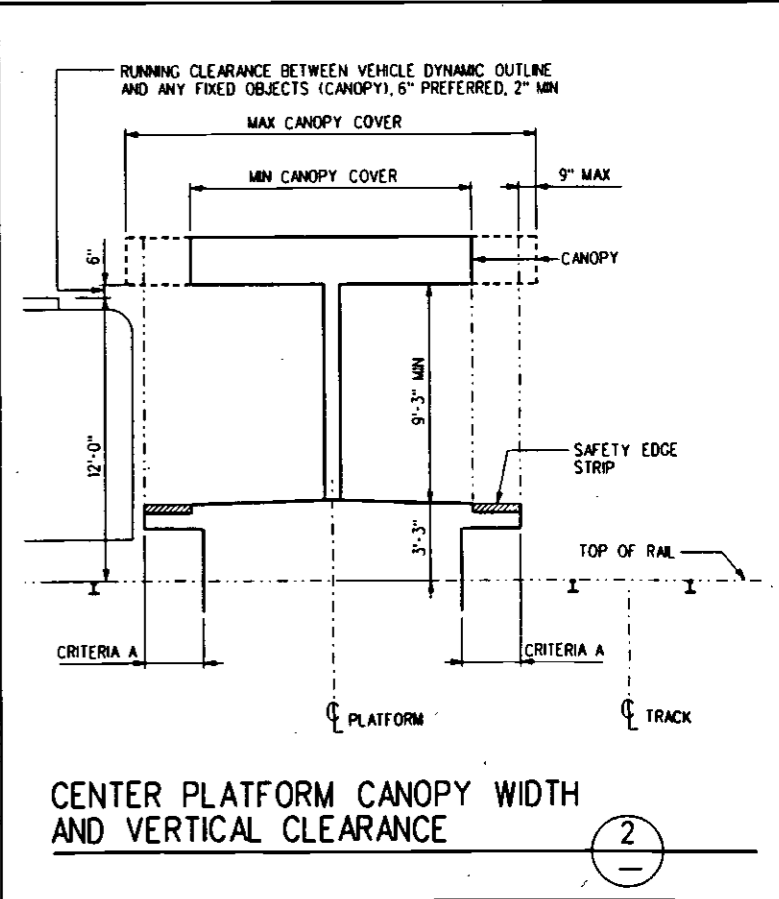 RUNNING CLEARANCE BETWEEN VEHICLE DYNAMIC OUTLINE
AND ANY FIXED OBJECTS (CANOPY), 6" PREFERRED, 2" MIN
MAX CANOPY COVER
MIN CANOPY COVER
9" MAX
6"
CANOPY
9'-3" MIN
12'-0"
SAFETY EDGE
STRIP
3'-3"
TOP OF RAIL
CRITERIA A
CRITERIA A
℄ PLATFORM
℄ TRACK
CENTER PLATFORM CANOPY WIDTH
AND VERTICAL CLEARANCE
2
—